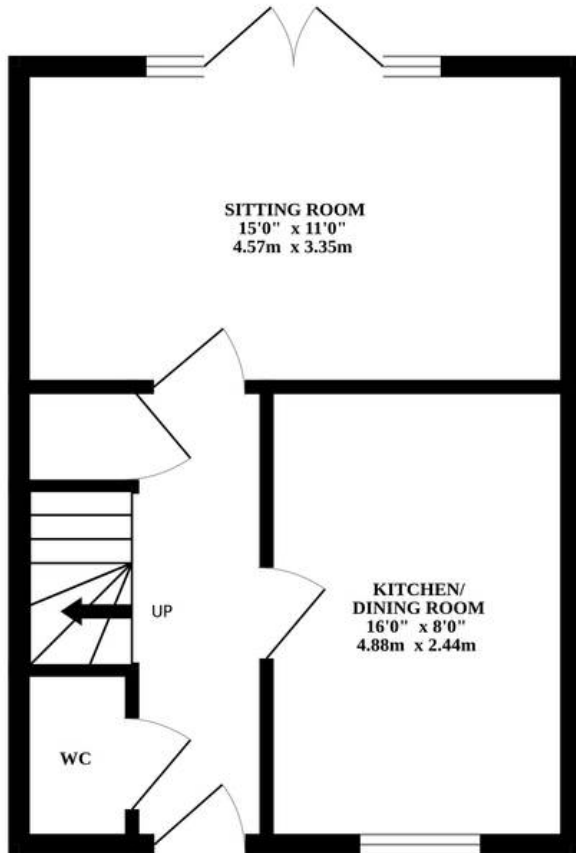 SITTING ROOM
15'0" x 11'0"
4.57m x 3.35m
UP
KITCHEN/
DINING ROOM
16'0" x 8'0"
4.88m x 2.44m
WC